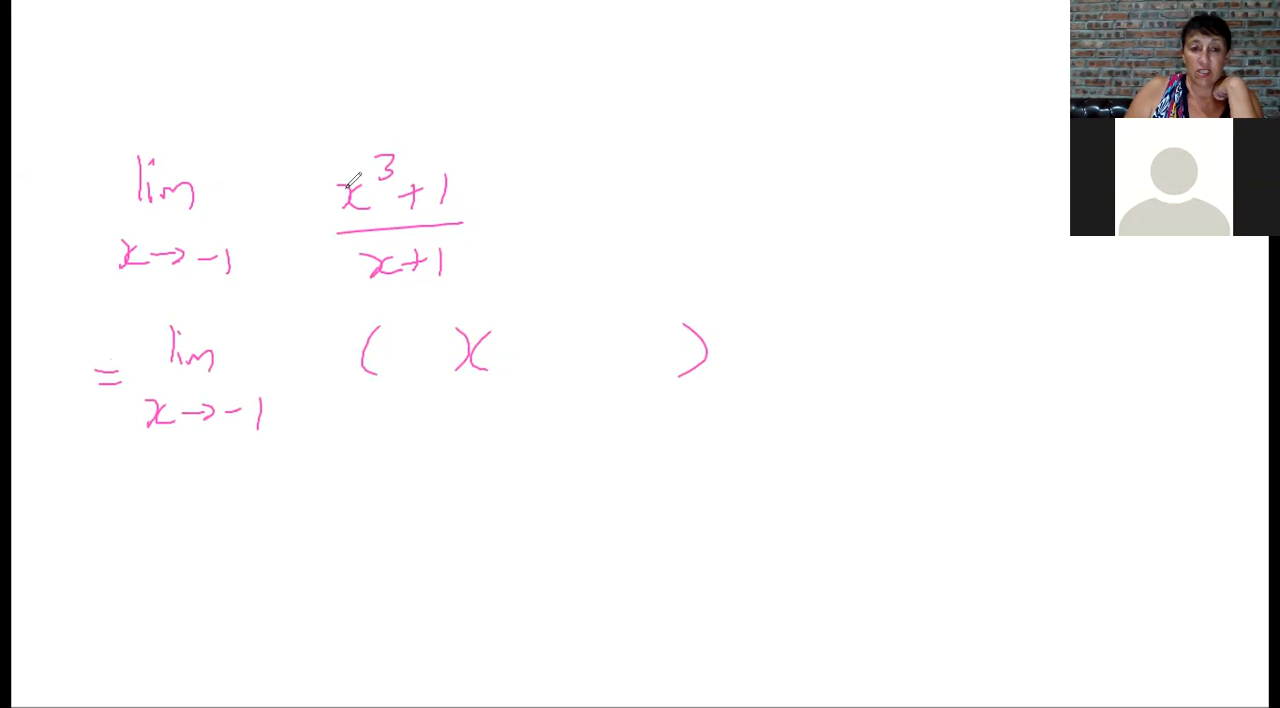 lim x³+1
x→-1 x+1
= lim ( )( )
x→-1